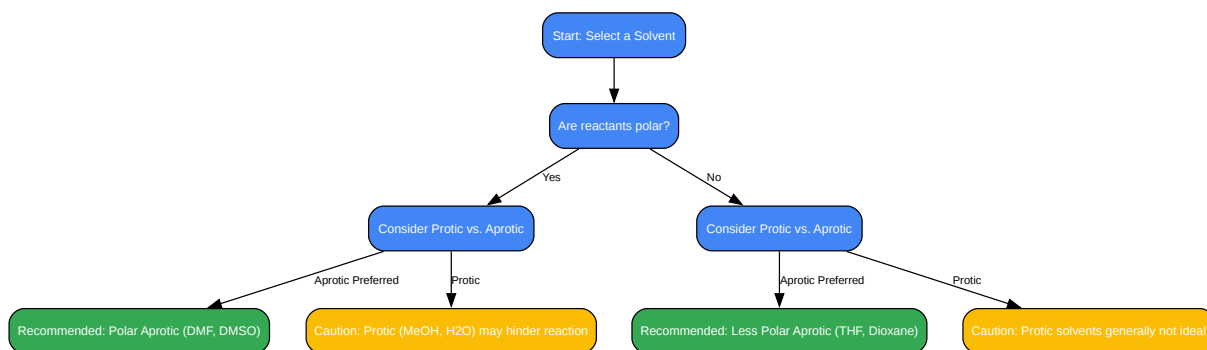 Start: Select a Solvent
Are reactants polar?
Yes
No
Consider Protic vs. Aprotic
Consider Protic vs. Aprotic
Aprotic Preferred
Protic
Aprotic Preferred
Protic
Recommended: Polar Aprotic (DMF, DMSO)
Caution: Protic (MeOH, H2O) may hinder reaction
Recommended: Less Polar Aprotic (THF, Dioxane)
Caution: Protic solvents generally not ideal